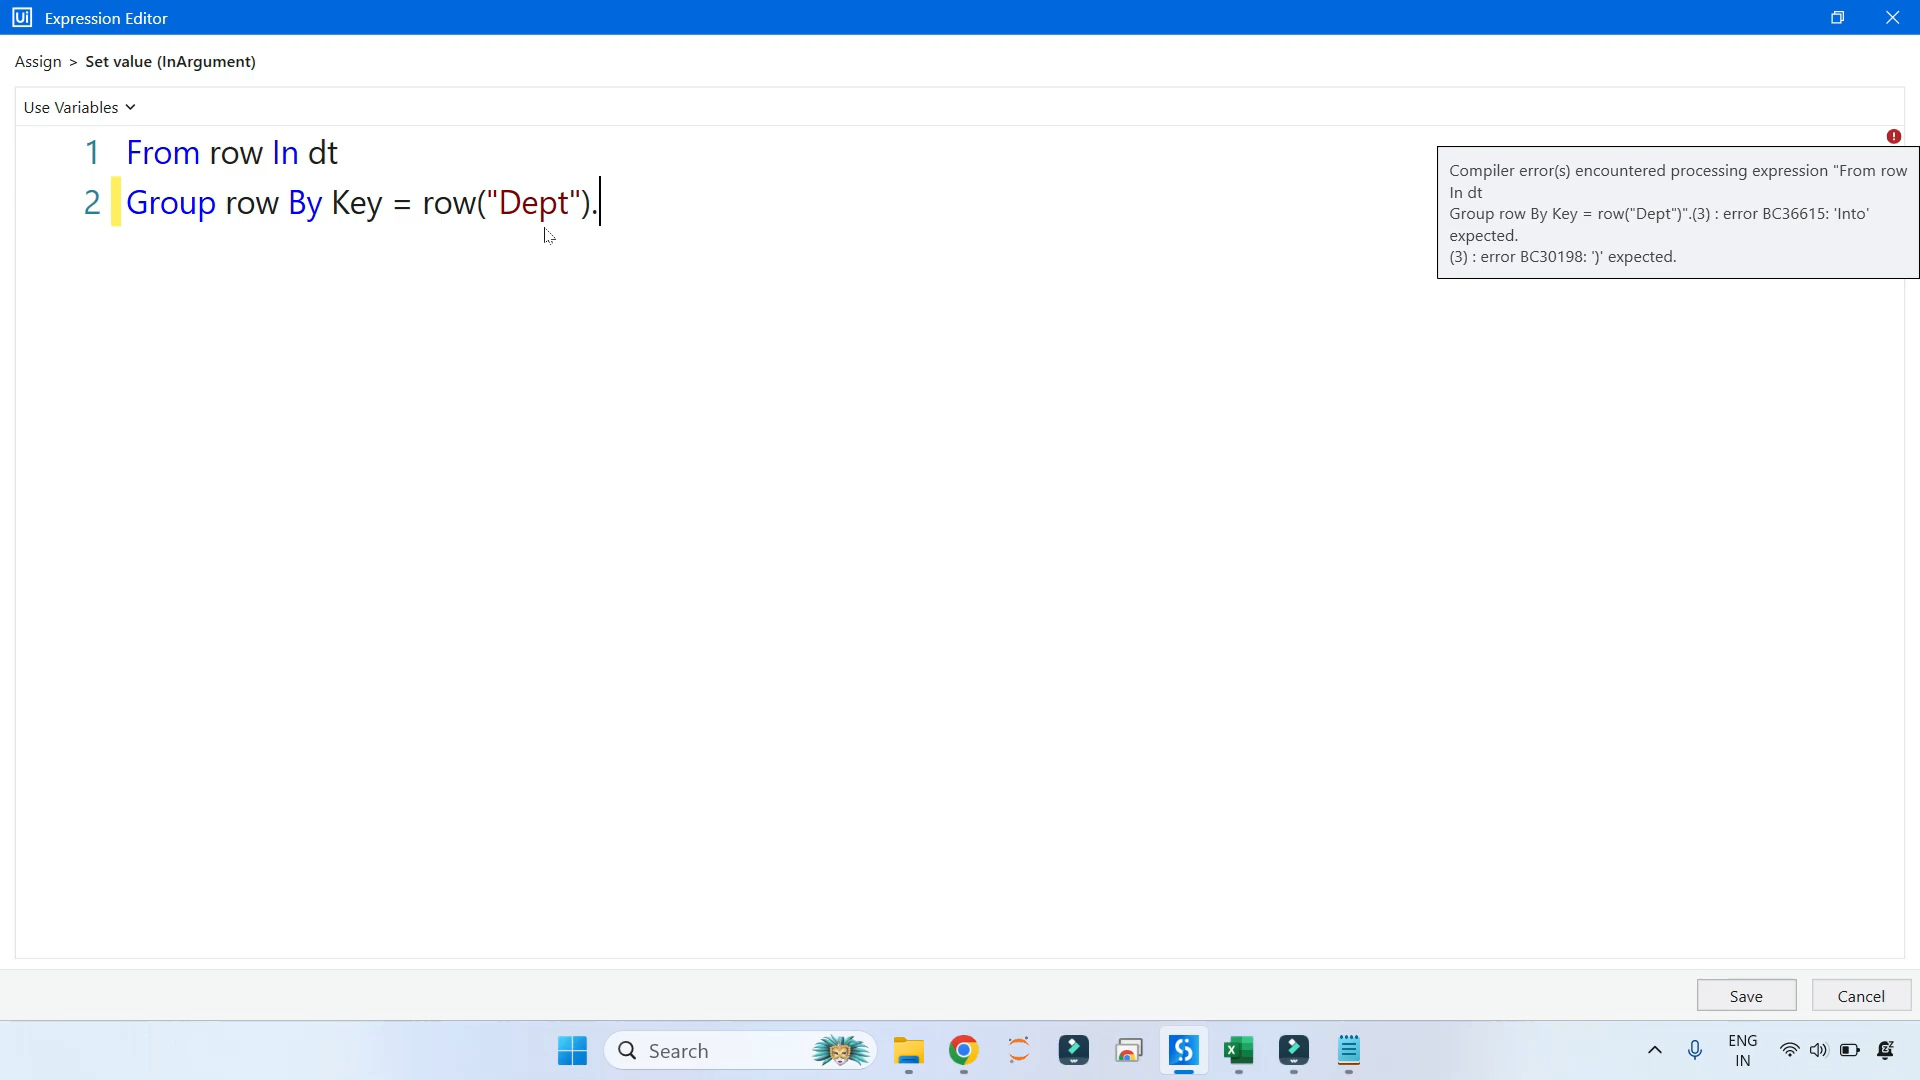 Ui Expression Editor
Assign > Set value (InArgument)
Use Variables
1 From row In dt
2 Group row By Key = row("Dept").
Compiler error(s) encountered processing expression "From row
In dt
Group row By Key = row("Dept")".(3) : error BC36615: 'Into'
expected.
(3) : error BC30198: ')' expected.
Save
Cancel
Search
ENG
IN